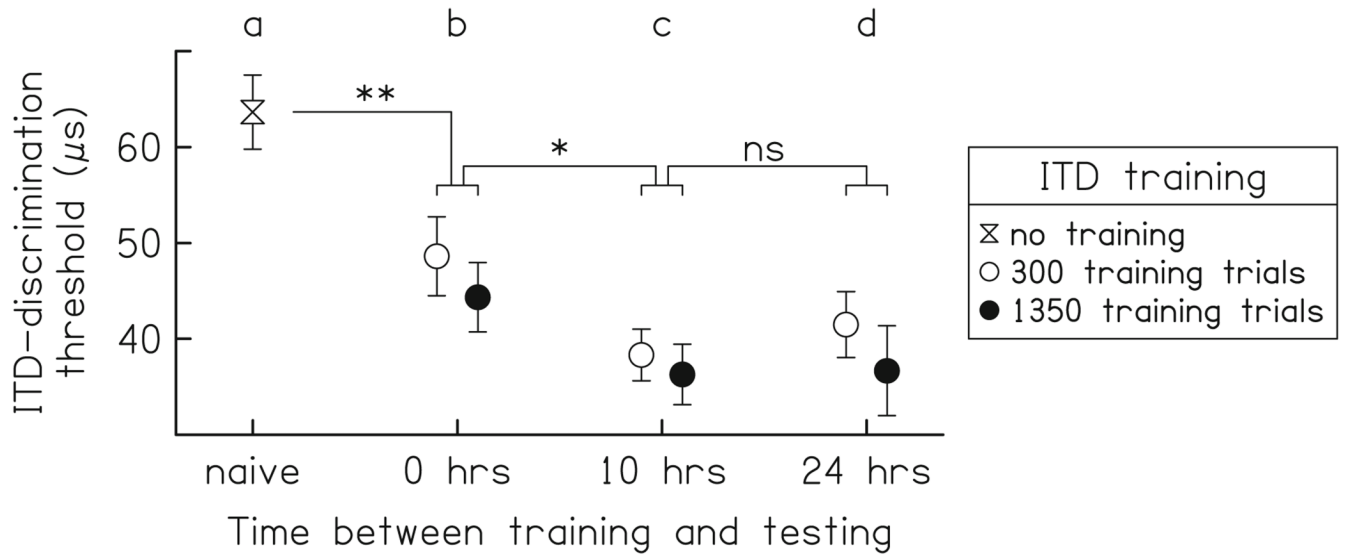 a b c d
ITD-discrimination
threshold (μs)
**
60
* ns
50
40
naive 0 hrs 10 hrs 24 hrs
Time between training and testing
ITD training
no training
300 training trials
1350 training trials